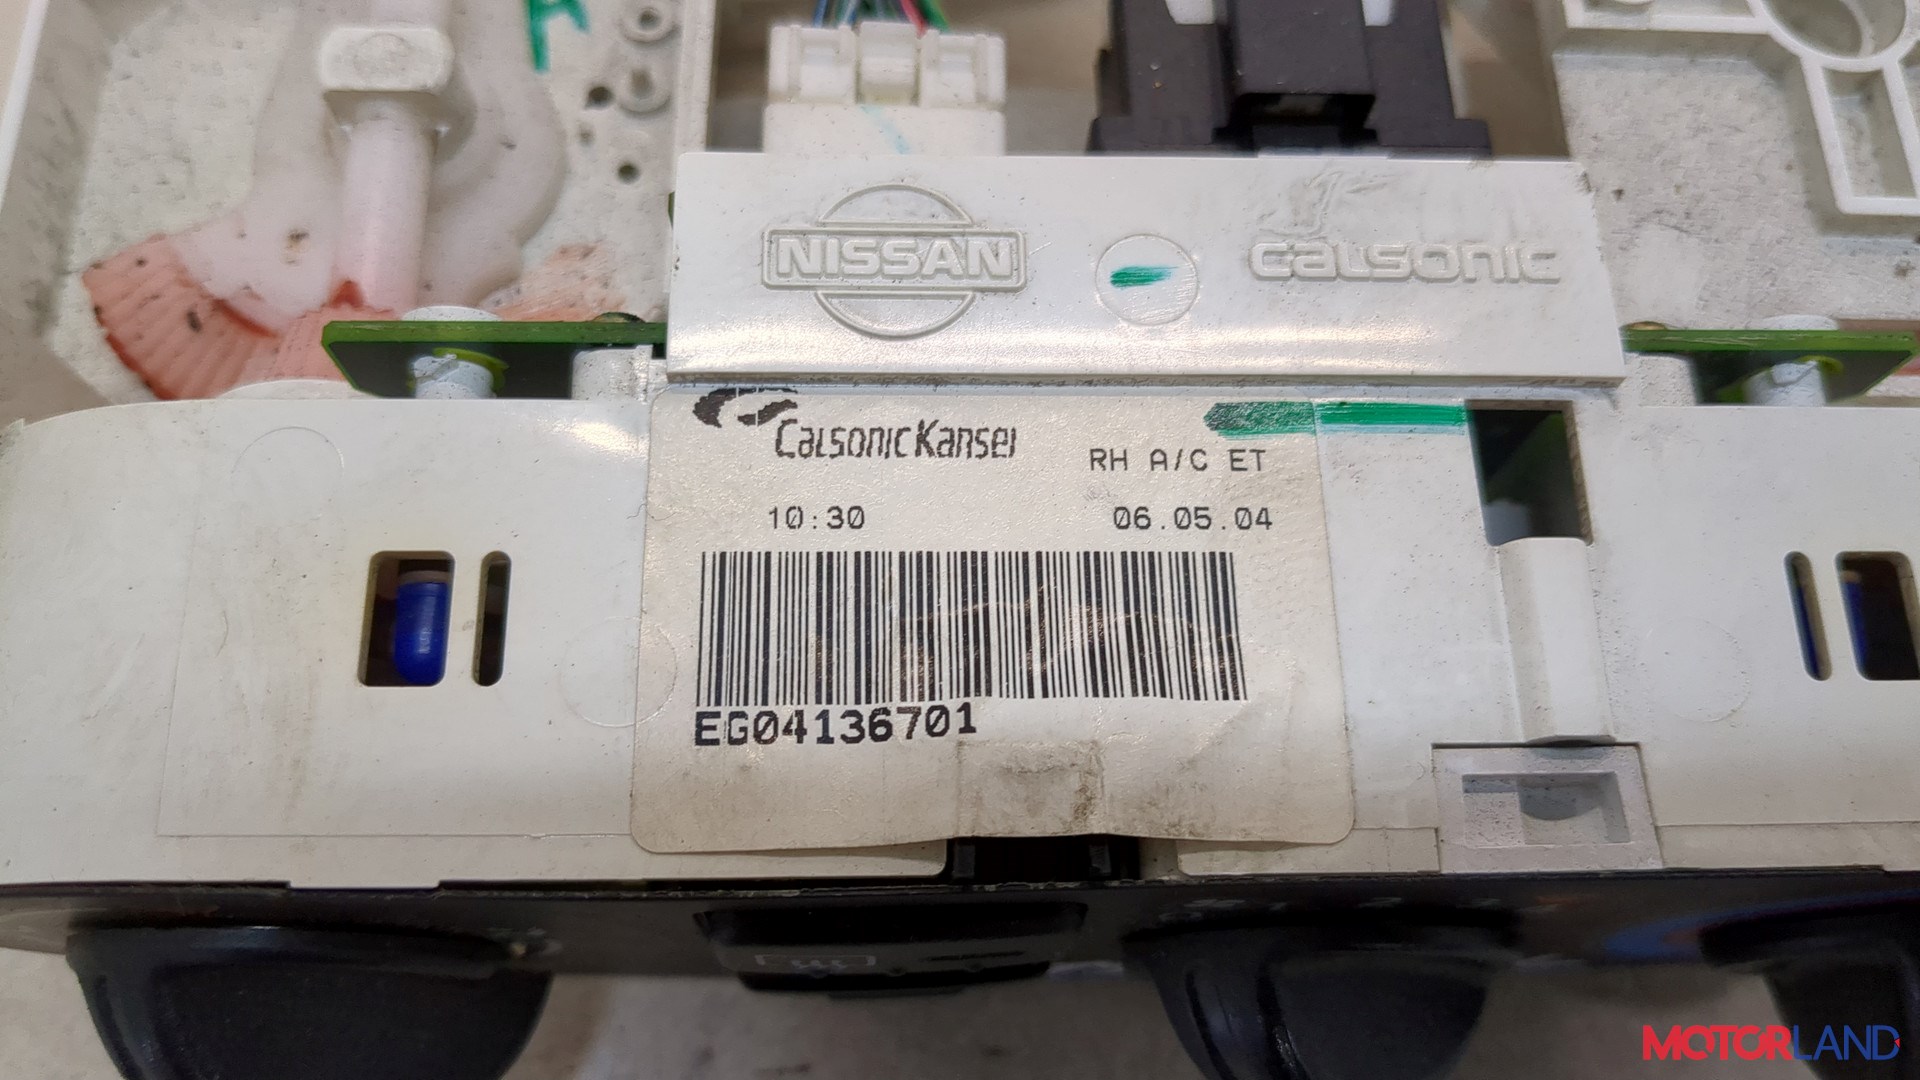 A
NISSAN
CALSONIC
CalsonicKansei
RH A/C ET
10:30
06.05.04
EG04136701
MOTORLAND